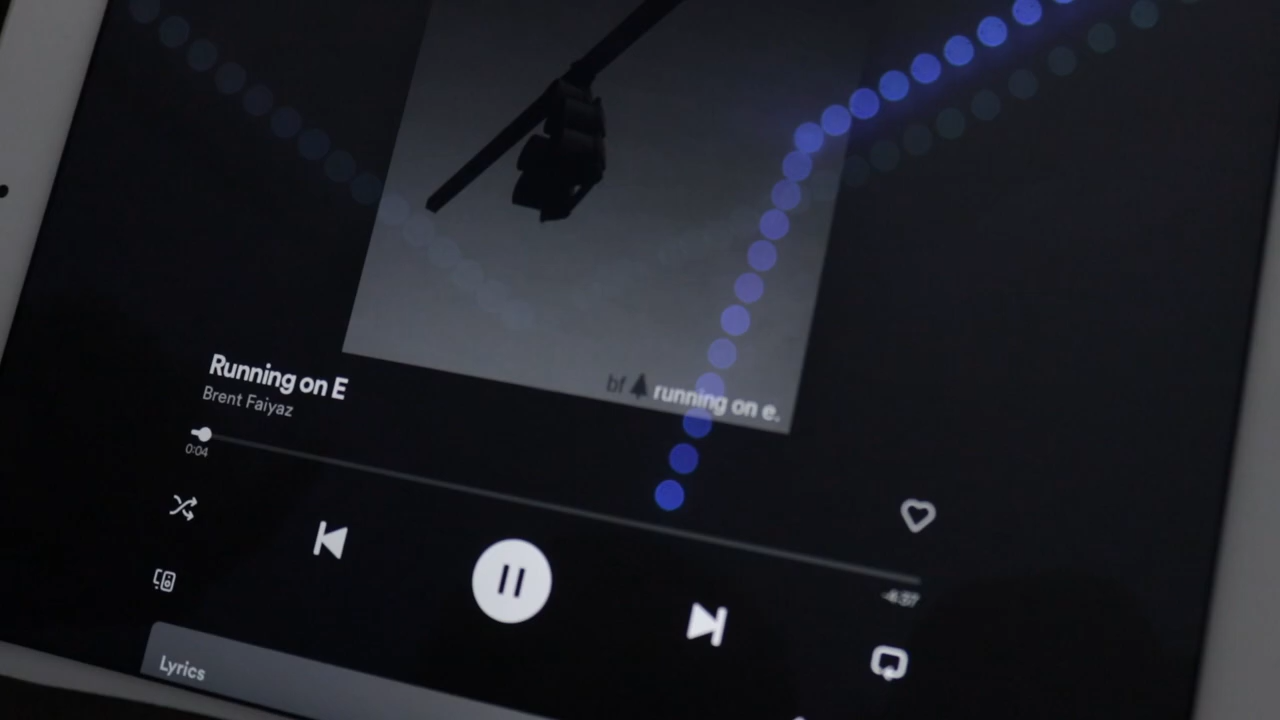 bf running on e.
Running on E
Brent Faiyaz
0:04
-4:37
Lyrics